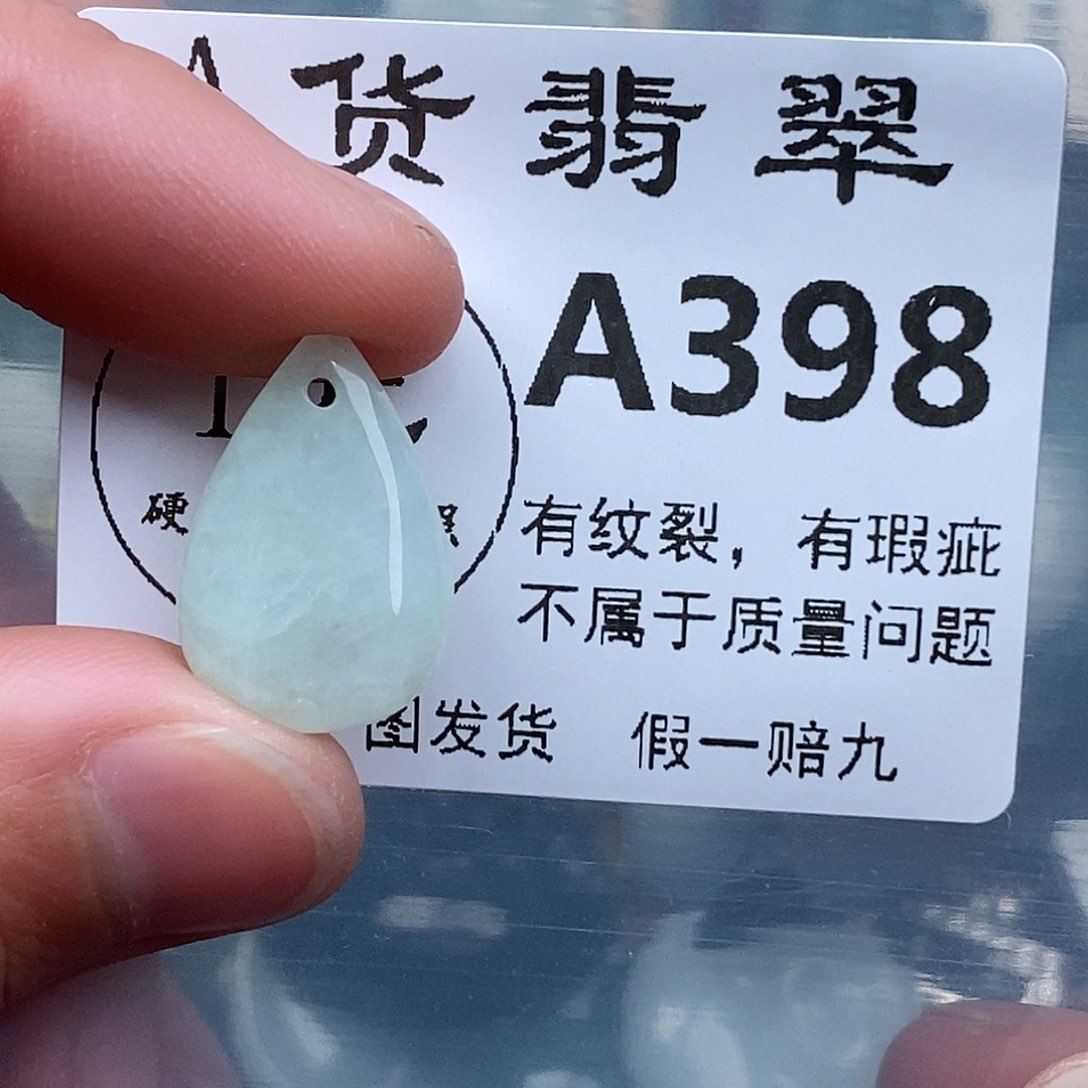 A货翡翠
A398
硬
有纹裂，有瑕疵
不属于质量问题
图发货 假一赔九